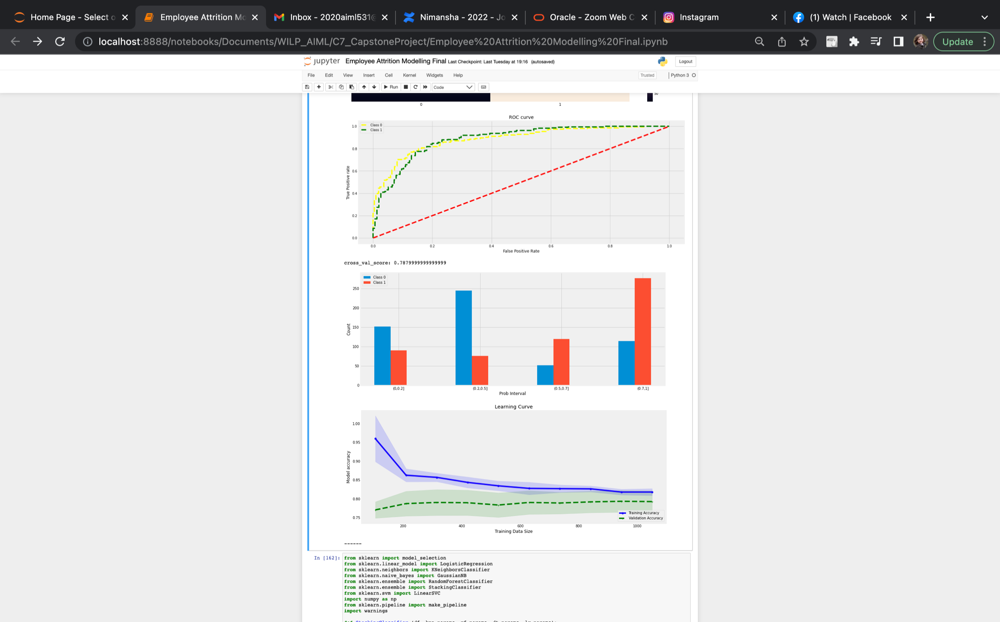 Home Page - Select o
Employee Attrition Mo
Inbox - 2020aiml531@
Nimansha - 2022 - Jo
Oracle - Zoom Web C
Instagram
(1) Watch | Facebook
localhost:8888/notebooks/Documents/WILP_AIML/C7_CapstoneProject/Employee%20Attrition%20Modelling%20Final.ipynb
Update
jupyter Employee Attrition Modelling Final Last Checkpoint: Last Tuesday at 19:16 (autosaved)
Logout
File Edit View Insert Cell Kernel Widgets Help
Trusted
Python 3
Run
Code
50
0 1
ROC curve
Class 0
Class 1
True Positive rate
1.0
0.8
0.6
0.4
0.2
0.0
0.0 0.2 0.4 0.6 0.8 1.0
False Positive Rate
cross_val_score: 0.7879999999999999
Class 0
Class 1
Count
250
200
150
100
50
0
(0,0.2] (0.2,0.5] (0.5,0.7] (0.7,1]
Prob Interval
Learning Curve
Model accuracy
1.00
0.95
0.90
0.85
0.80
0.75
Training Accuracy
Validation Accuracy
200 400 600 800 1000
Training Data Size
------
In [162]:
from sklearn import model_selection
from sklearn.linear_model import LogisticRegression
from sklearn.neighbors import KNeighborsClassifier
from sklearn.naive_bayes import GaussianNB
from sklearn.ensemble import RandomForestClassifier
from sklearn.ensemble import StackingClassifier
from sklearn.svm import LinearSVC
import numpy as np
from sklearn.pipeline import make_pipeline
import warnings